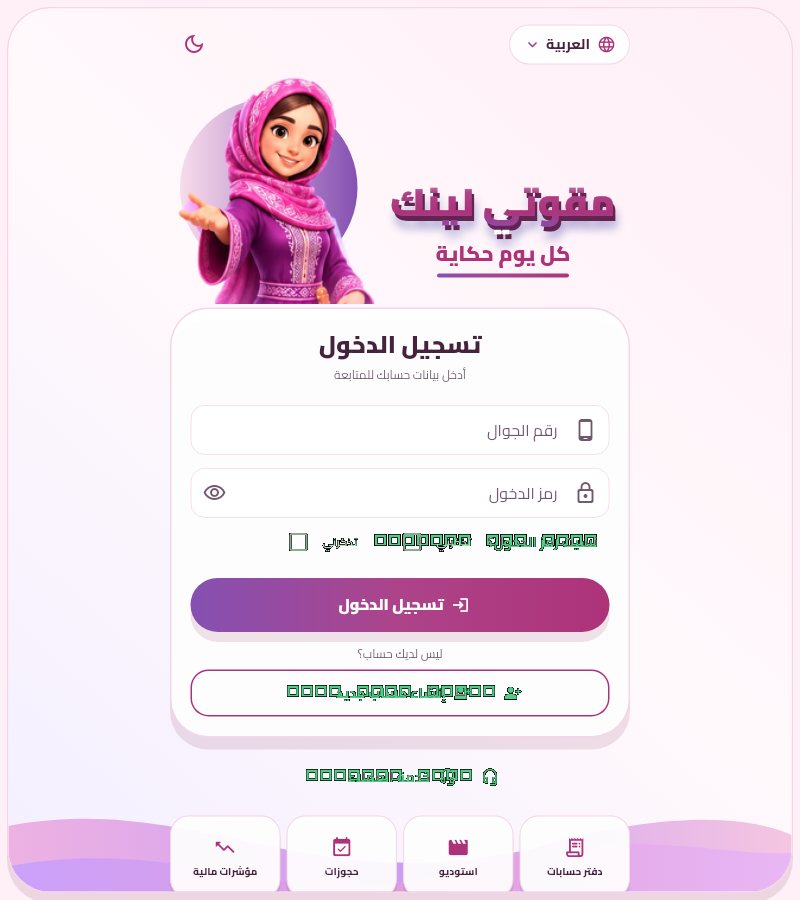 العربية
مقوتي لينك
كل يوم حكاية
تسجيل الدخول
أدخل بيانات حسابك للمتابعة
رقم الجوال
رمز الدخول
تذكرني
تسجيل الدخول
ليس لديك حساب؟
دفتر حسابات
استوديو
حجوزات
مؤشرات مالية